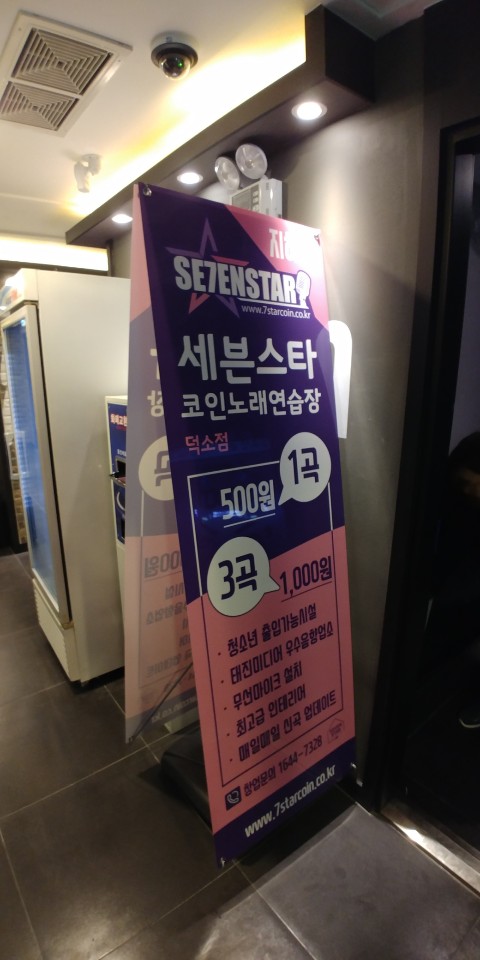 SE7ENSTAR
www.7starcoin.co.kr
세븐스타
코인노래연습장
덕소점
500원 1곡
3곡 1,000원
· 청소년 출입가능시설
· 태진미디어 우수음향업소
· 무선마이크 설치
· 최고급 인테리어
· 매일매일 신곡 업데이트
창업문의 1644-7328
www.7starcoin.co.kr